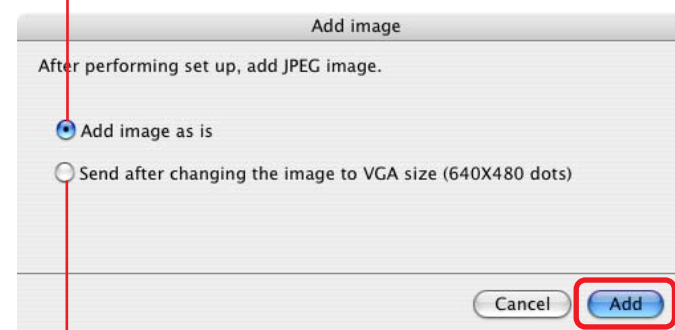 Add image
After performing set up, add JPEG image.
Add image as is
Send after changing the image to VGA size (640X480 dots)
Cancel Add